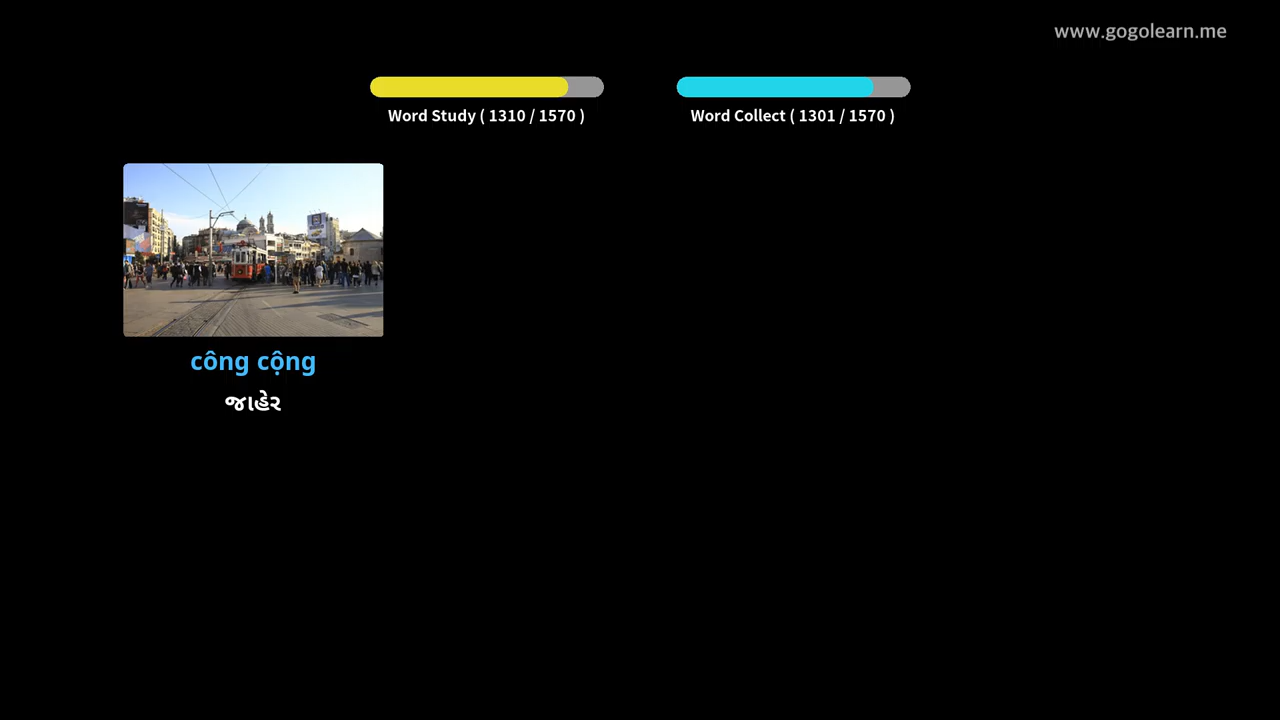 www.gogolearn.me
Word Study ( 1310 / 1570 )
Word Collect ( 1301 / 1570 )
công cộng
જાહેર